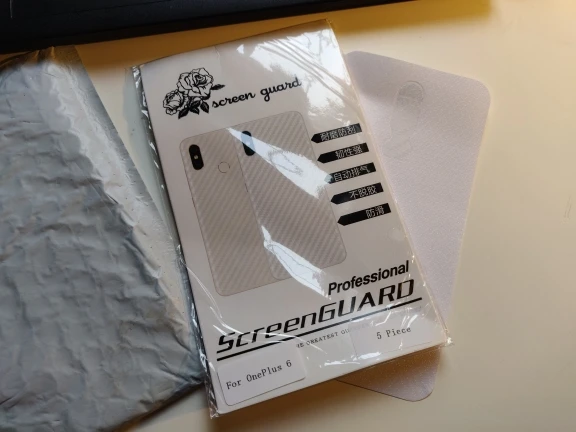 screen guard
耐磨防刮
韧性强
自动排气
不脱胶
防滑
Professional
ScreenGUARD
GREATEST
5 Piece
For OnePlus 6